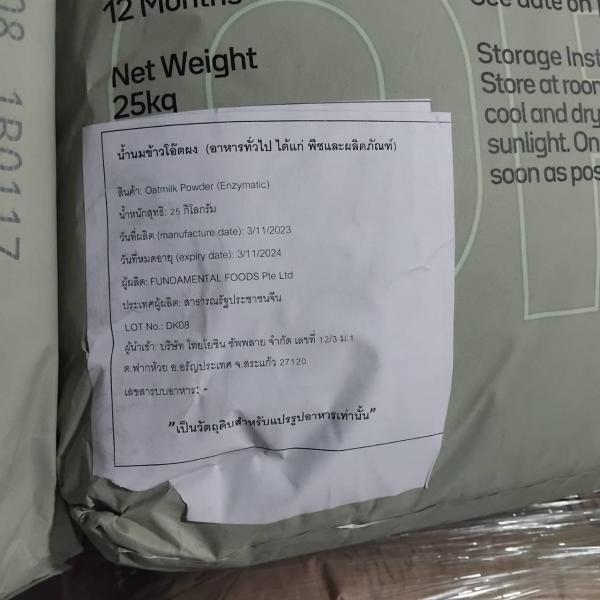 12 Months
See date on
Net Weight
25kg
Storage Inst
Store at roo
cool and dry
sunlight. On
soon as pos
1B0117
น้ำนมข้าวโอ๊ตผง (อาหารทั่วไป ได้แก่ พืชและผลิตภัณฑ์)
สินค้า: Oatmilk Powder (Enzymatic)
น้ำหนักสุทธิ: 25 กิโลกรัม
วันที่ผลิต (manufacture date): 3/11/2023
วันที่หมดอายุ (expiry date): 3/11/2024
ผู้ผลิต: FUNDAMENTAL FOODS Pte Ltd
ประเทศผู้ผลิต: สาธารณรัฐประชาชนจีน
LOT No.: DK08
ผู้นำเข้า: บริษัท ไทยโยชิน ซัพพลาย จำกัด เลขที่ 12/3 ม.1
ต.ฟากห้วย อ.อรัญประเทศ จ.สระแก้ว 27120
เลขสารบบอาหาร: -
"เป็นวัตถุดิบสำหรับแปรรูปอาหารเท่านั้น"